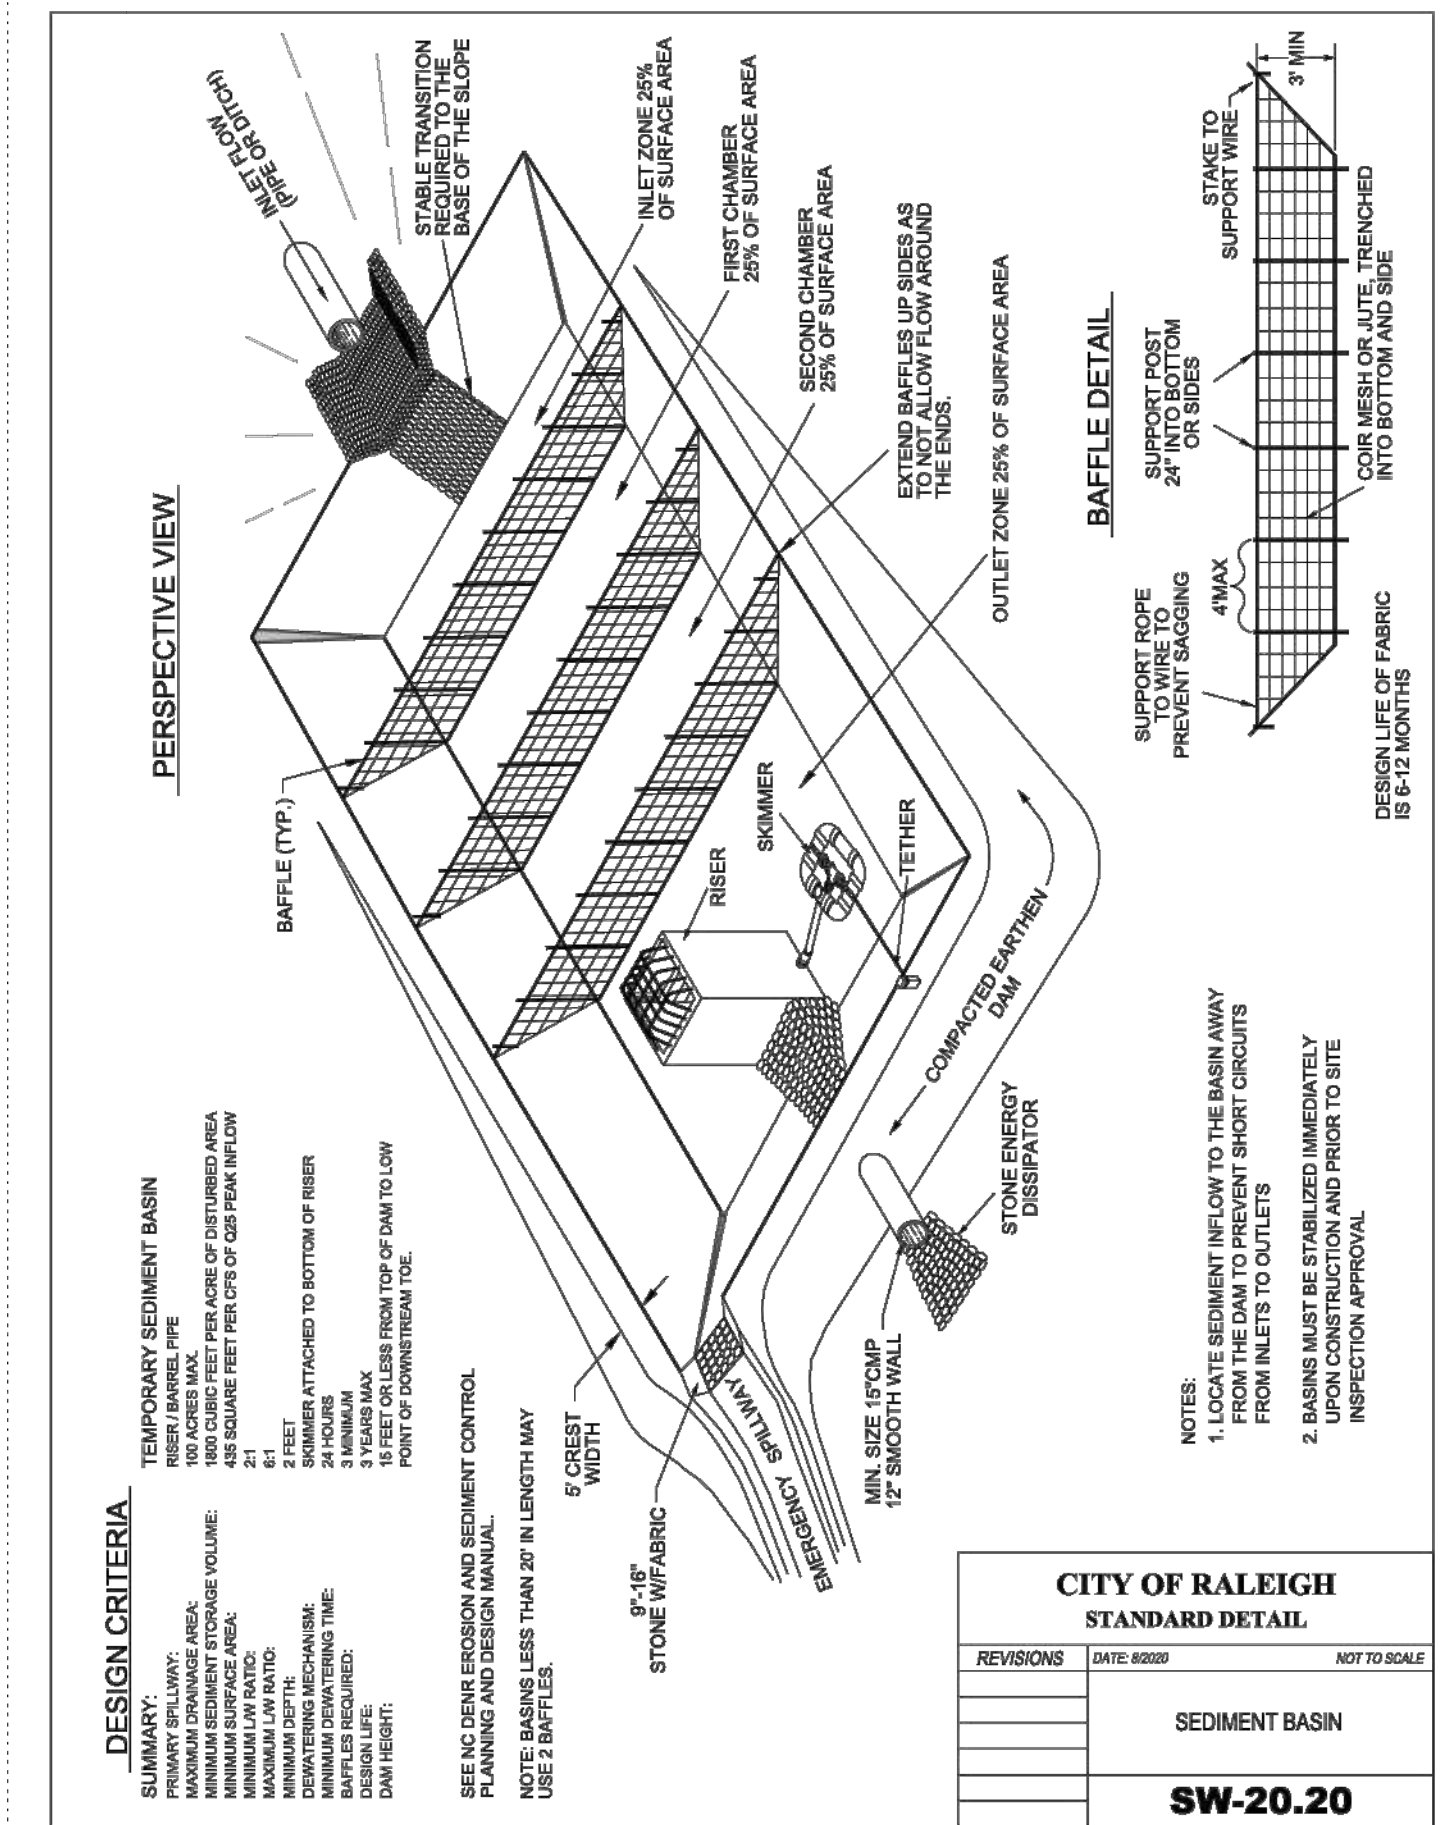 DESIGN CRITERIA
SUMMARY: TEMPORARY SEDIMENT BASIN
PRIMARY SPILLWAY: RISER / BARREL PIPE
MAXIMUM DRAINAGE AREA: 100 ACRES MAX.
MINIMUM SEDIMENT STORAGE VOLUME: 1800 CUBIC FEET PER ACRE OF DISTURBED AREA
MINIMUM SURFACE AREA: 435 SQUARE FEET PER CFS OF Q25 PEAK INFLOW
MINIMUM L/W RATIO: 2:1
MAXIMUM L/W RATIO: 6:1
MINIMUM DEPTH: 2 FEET
DEWATERING MECHANISM: SKIMMER ATTACHED TO BOTTOM OF RISER
MINIMUM DEWATERING TIME: 24 HOURS
BAFFLES REQUIRED: 3 MINIMUM
DESIGN LIFE: 3 YEARS MAX
DAM HEIGHT: 15 FEET OR LESS FROM TOP OF DAM TO LOW
POINT OF DOWNSTREAM TOE.
SEE NC DENR EROSION AND SEDIMENT CONTROL
PLANNING AND DESIGN MANUAL.
NOTE: BASINS LESS THAN 20' IN LENGTH MAY
USE 2 BAFFLES.
PERSPECTIVE VIEW
INLET FLOW
(PIPE OR DITCH)
STABLE TRANSITION
REQUIRED TO THE
BASE OF THE SLOPE
INLET ZONE 25%
OF SURFACE AREA
FIRST CHAMBER
25% OF SURFACE AREA
SECOND CHAMBER
25% OF SURFACE AREA
EXTEND BAFFLES UP SIDES AS
TO NOT ALLOW FLOW AROUND
THE ENDS.
OUTLET ZONE 25% OF SURFACE AREA
BAFFLE (TYP.)
RISER
SKIMMER
TETHER
COMPACTED EARTHEN
DAM
STONE ENERGY
DISSIPATOR
5' CREST
WIDTH
9"-16"
STONE W/FABRIC
EMERGENCY SPILLWAY
MIN. SIZE 15"CMP
12" SMOOTH WALL
BAFFLE DETAIL
SUPPORT ROPE
TO WIRE TO
PREVENT SAGGING
4'MAX
SUPPORT POST
24" INTO BOTTOM
OR SIDES
STAKE TO
SUPPORT WIRE
3' MIN
COIR MESH OR JUTE, TRENCHED
INTO BOTTOM AND SIDE
DESIGN LIFE OF FABRIC
IS 6-12 MONTHS
NOTES:
1. LOCATE SEDIMENT INFLOW TO THE BASIN AWAY
FROM THE DAM TO PREVENT SHORT CIRCUITS
FROM INLETS TO OUTLETS
2. BASINS MUST BE STABILIZED IMMEDIATELY
UPON CONSTRUCTION AND PRIOR TO SITE
INSPECTION APPROVAL
CITY OF RALEIGH
STANDARD DETAIL
REVISIONS
DATE: 8/2020
NOT TO SCALE
SEDIMENT BASIN
SW-20.20